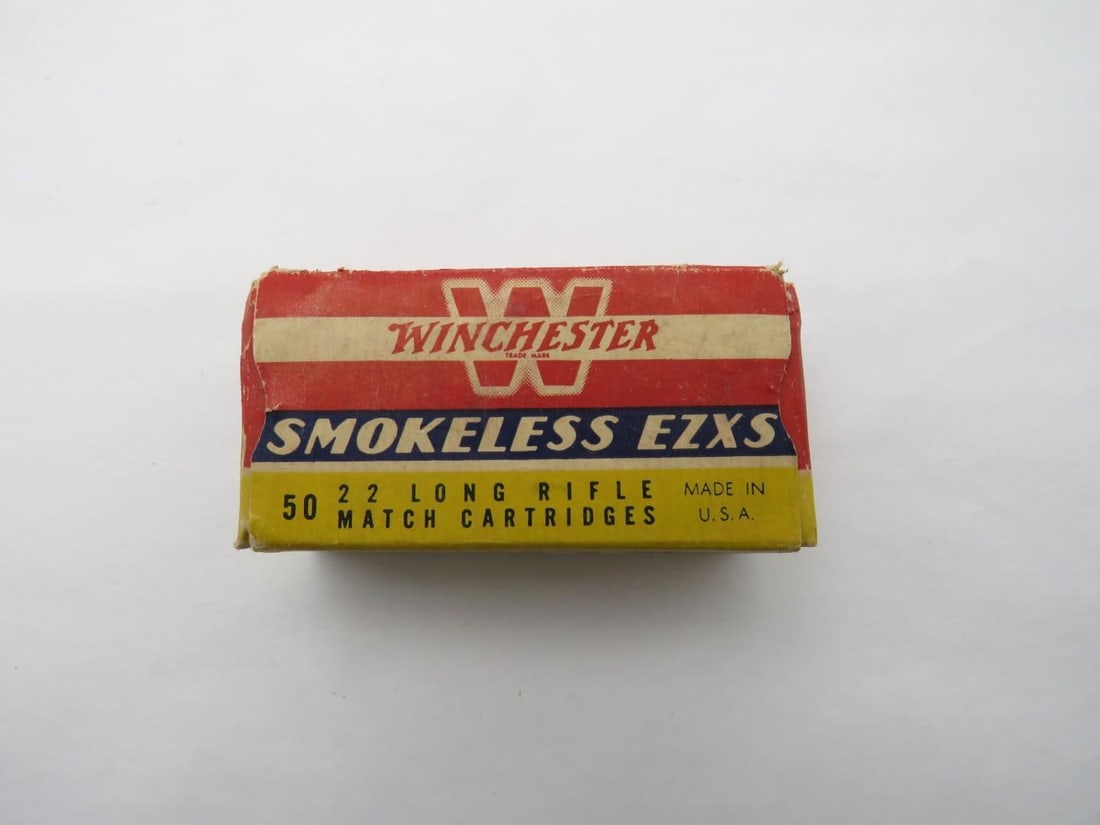 W
WINCHESTER
TRADE MARK
SMOKELESS EZXS
50 22 LONG RIFLE
MATCH CARTRIDGES
MADE IN
U.S.A.